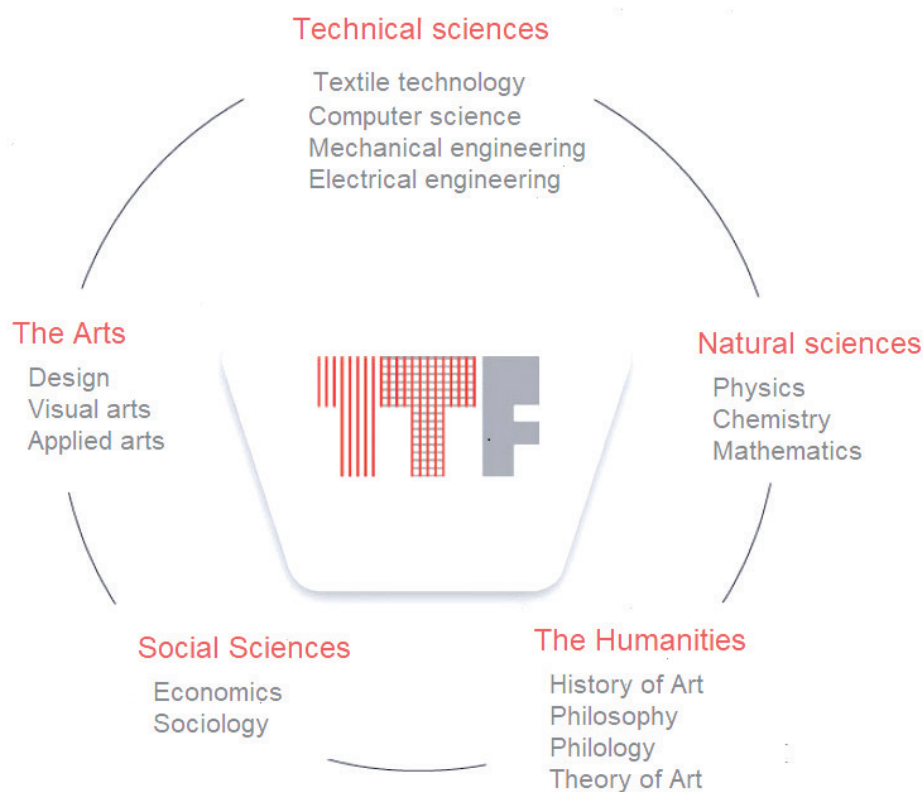 Technical sciences
Textile technology
Computer science
Mechanical engineering
Electrical engineering
The Arts
Design
Visual arts
Applied arts
Natural sciences
Physics
Chemistry
Mathematics
TTF
Social Sciences
Economics
Sociology
The Humanities
History of Art
Philosophy
Philology
Theory of Art